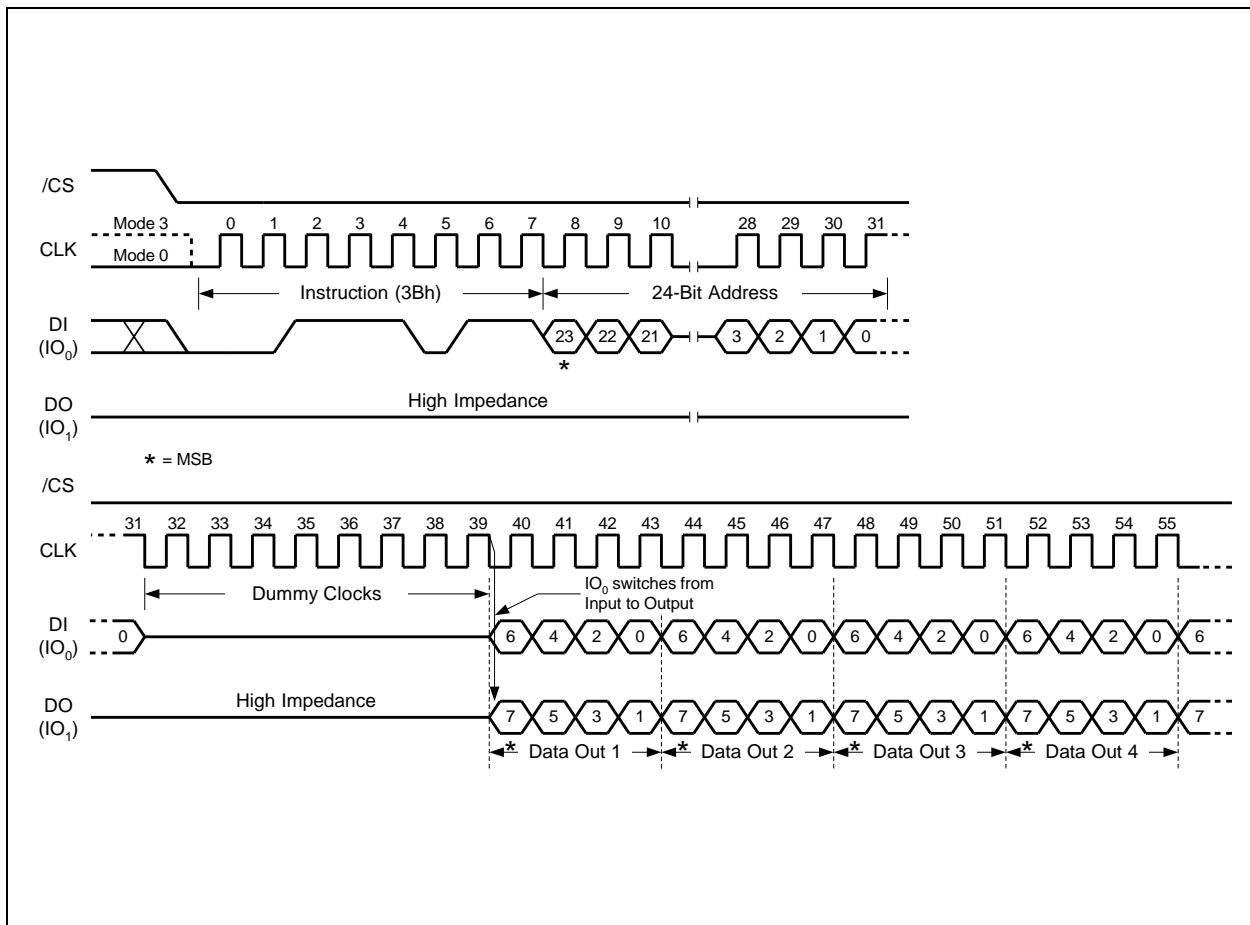 /CS
Mode 3 0 1 2 3 4 5 6 7 8 9 10 28 29 30 31
CLK
Mode 0
Instruction (3Bh) 24-Bit Address
DI
(IO0) 23 22 21 3 2 1 0
*
High Impedance
DO
(IO1)
* = MSB
/CS
31 32 33 34 35 36 37 38 39 40 41 42 43 44 45 46 47 48 49 50 51 52 53 54 55
CLK
Dummy Clocks
IO0 switches from
Input to Output
DI
(IO0) 0 6 4 2 0 6 4 2 0 6 4 2 0 6 4 2 0 6
High Impedance
DO
(IO1) 7 5 3 1 7 5 3 1 7 5 3 1 7 5 3 1 7
* Data Out 1 * Data Out 2 * Data Out 3 * Data Out 4